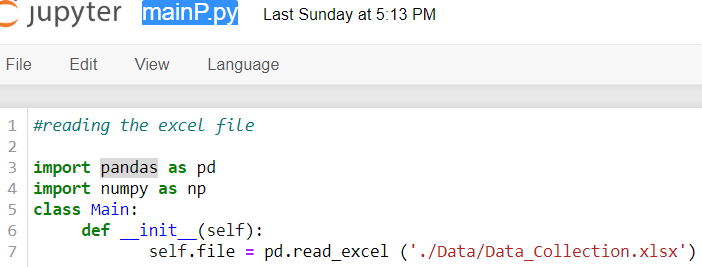 jupyter mainP.py Last Sunday at 5:13 PM
File Edit View Language
1 #reading the excel file
2
3 import pandas as pd
4 import numpy as np
5 class Main:
6 def __init__(self):
7 self.file = pd.read_excel ('./Data/Data_Collection.xlsx')